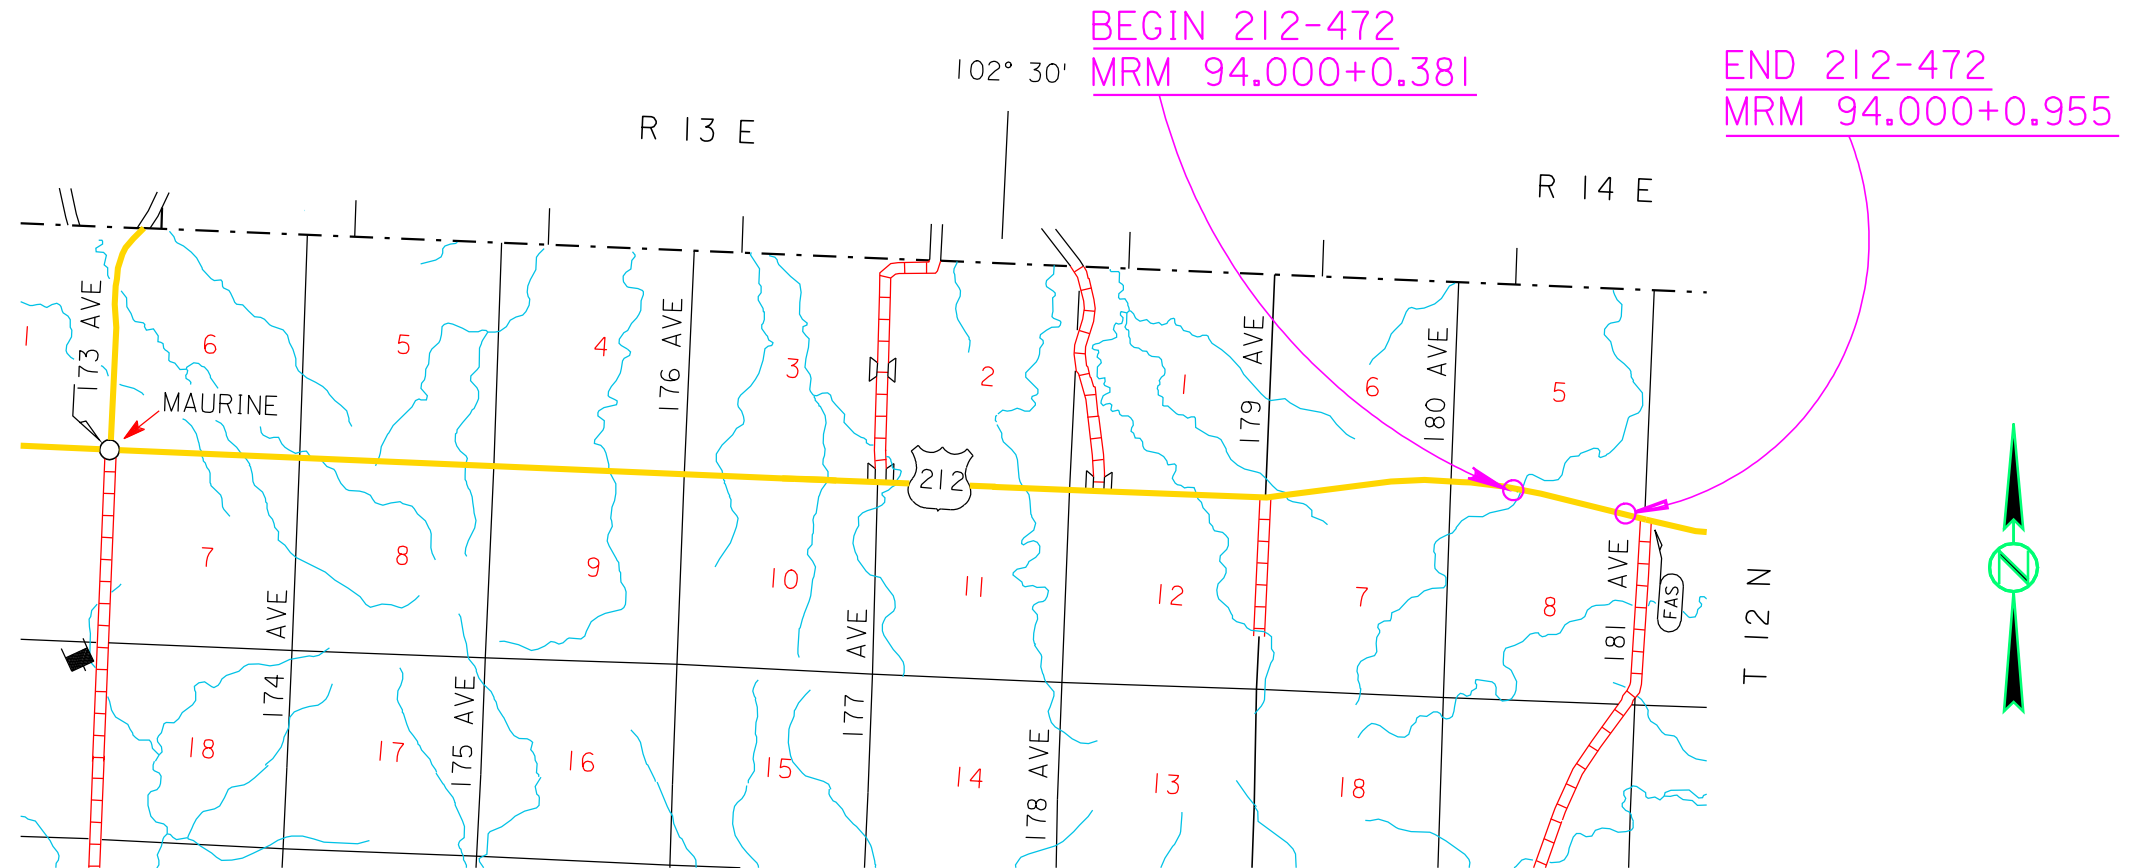 BEGIN 212-472
MRM 94.000+0.381
END 212-472
MRM 94.000+0.955
102° 30'
R 13 E
R 14 E
173 AVE
MAURINE
1
6
5
4
176 AVE
3
2
1
179 AVE
6
180 AVE
5
212
7
8
9
10
11
12
7
8
181 AVE
FAS
T 12 N
N
174 AVE
175 AVE
177 AVE
178 AVE
18
17
16
15
14
13
18